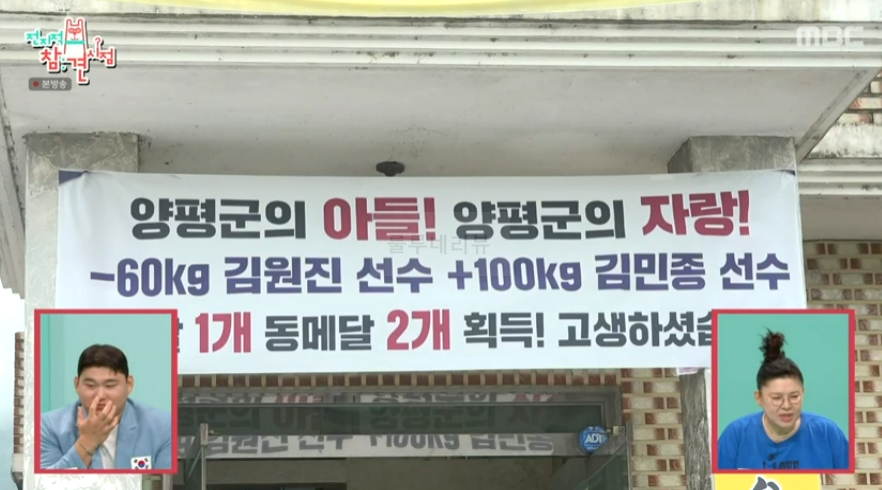 전지적
참견
시점
본방송
MBC
양평군의 아들! 양평군의 자랑!
-60kg 김원진 선수 +100kg 김민종 선수
1개 동메달 2개 획득! 고생하셨
ADT